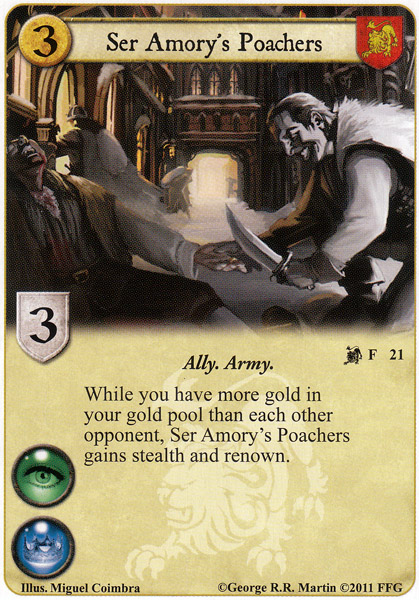 3
Ser Amory's Poachers
3
Ally. Army.
F 21
While you have more gold in
your gold pool than each other
opponent, Ser Amory's Poachers
gains stealth and renown.
Illus. Miguel Coimbra
©George R.R. Martin ©2011 FFG